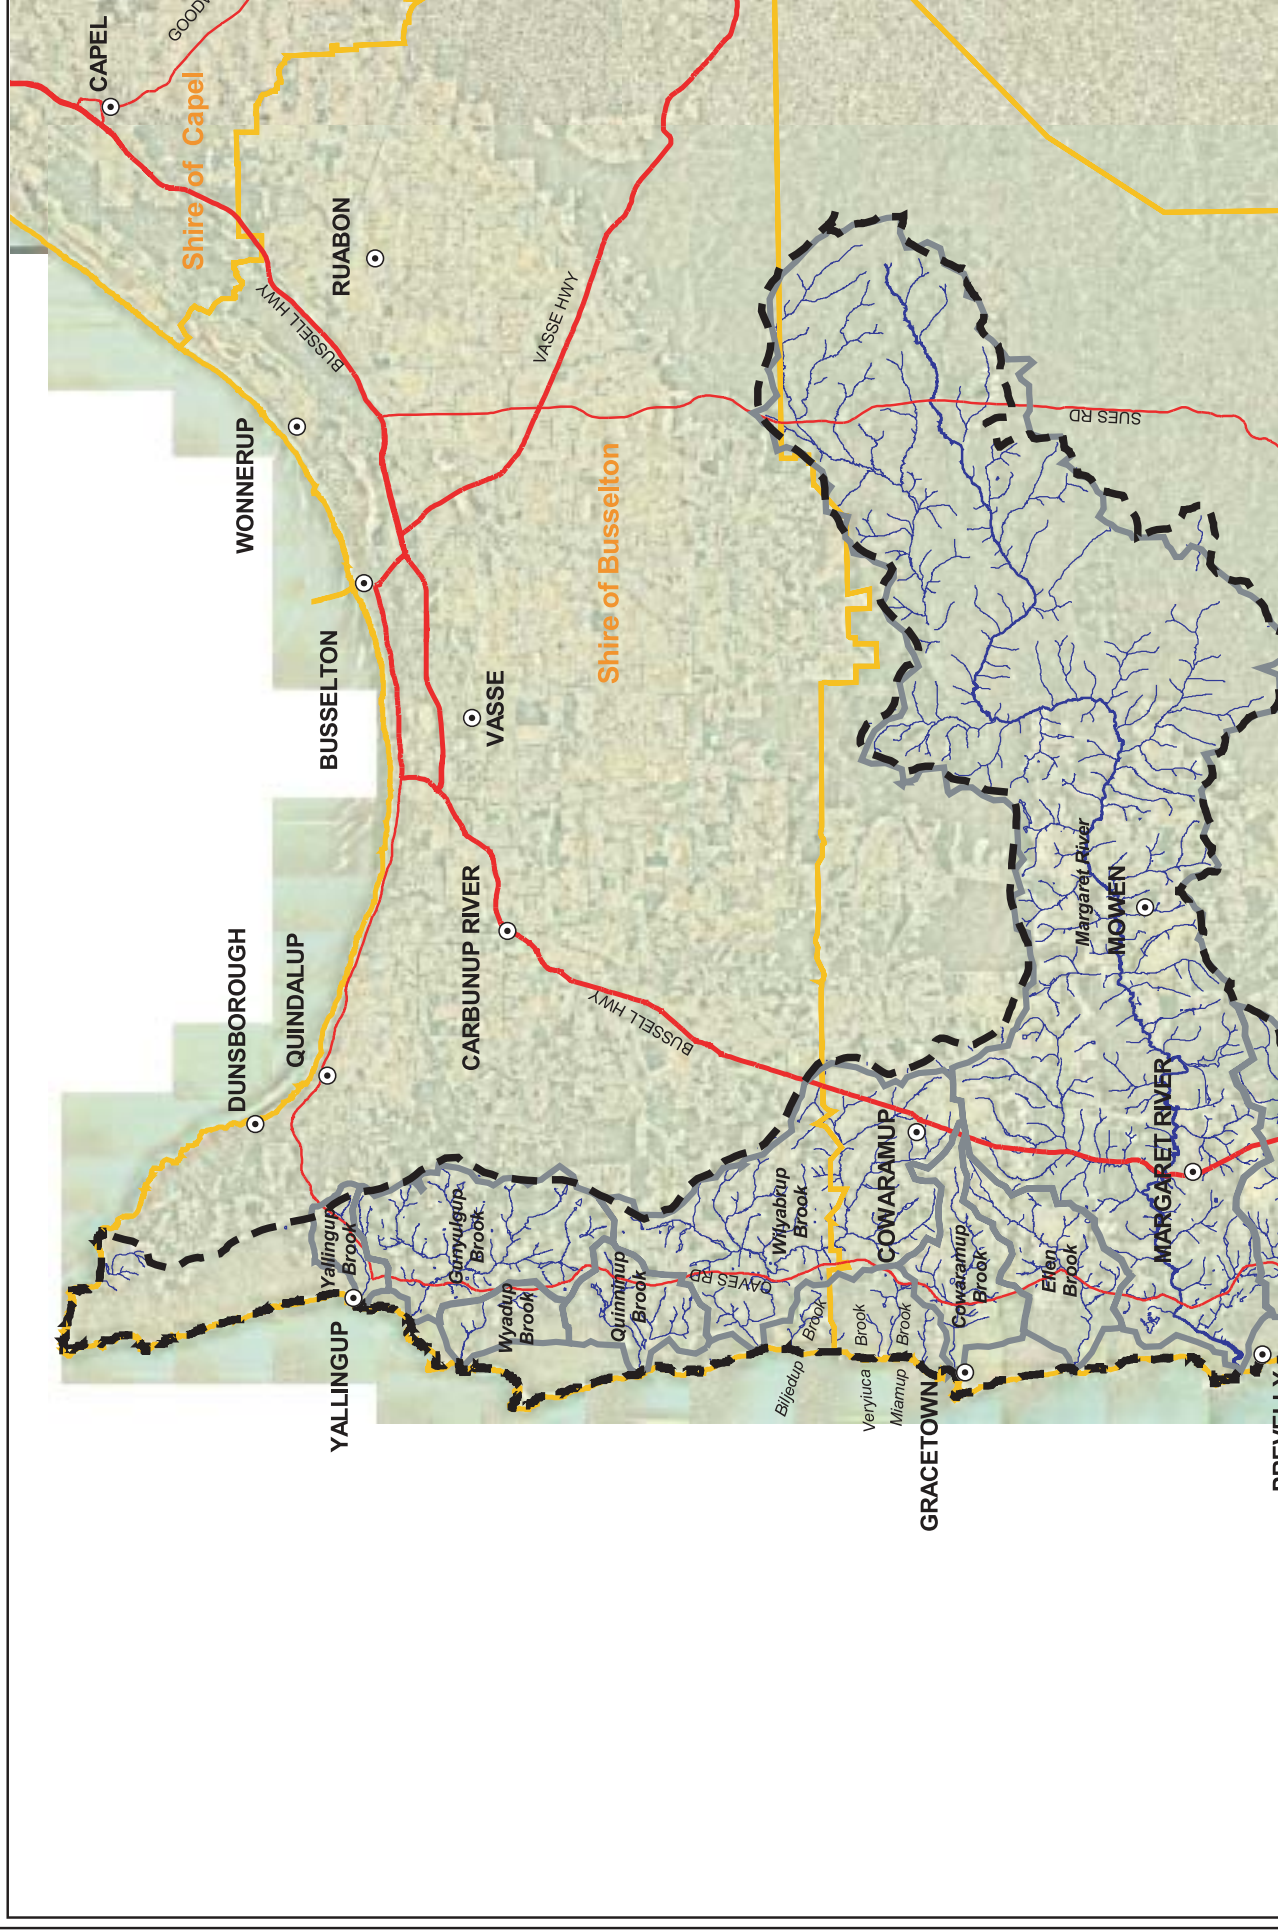 CAPEL
Shire of Capel
RUABON
BUSSELL HWY
VASSE HWY
WONNERUP
SUES RD
Shire of Busselton
BUSSELTON
VASSE
Margaret River
MOWEN
CARBUNUP RIVER
DUNSBOROUGH
QUINDALUP
BUSSELL HWY
COWARAMUP
MARGARET RIVER
Yallingup
Brook
Gunyulgup
Brook
Wyadup
Brook
Quinninup
Brook
CAVES RD
Wilyabrup
Brook
Biljedup
Brook
Veryiuca
Brook
Miamup
Brook
Cowaramup
Brook
Ellen
Brook
YALLINGUP
GRACETOWN